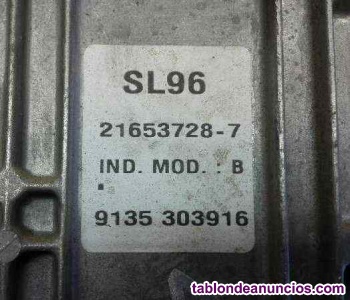 SL96
21653728-7
IND. MOD. : B
9135 303916
tablondeanuncios.com